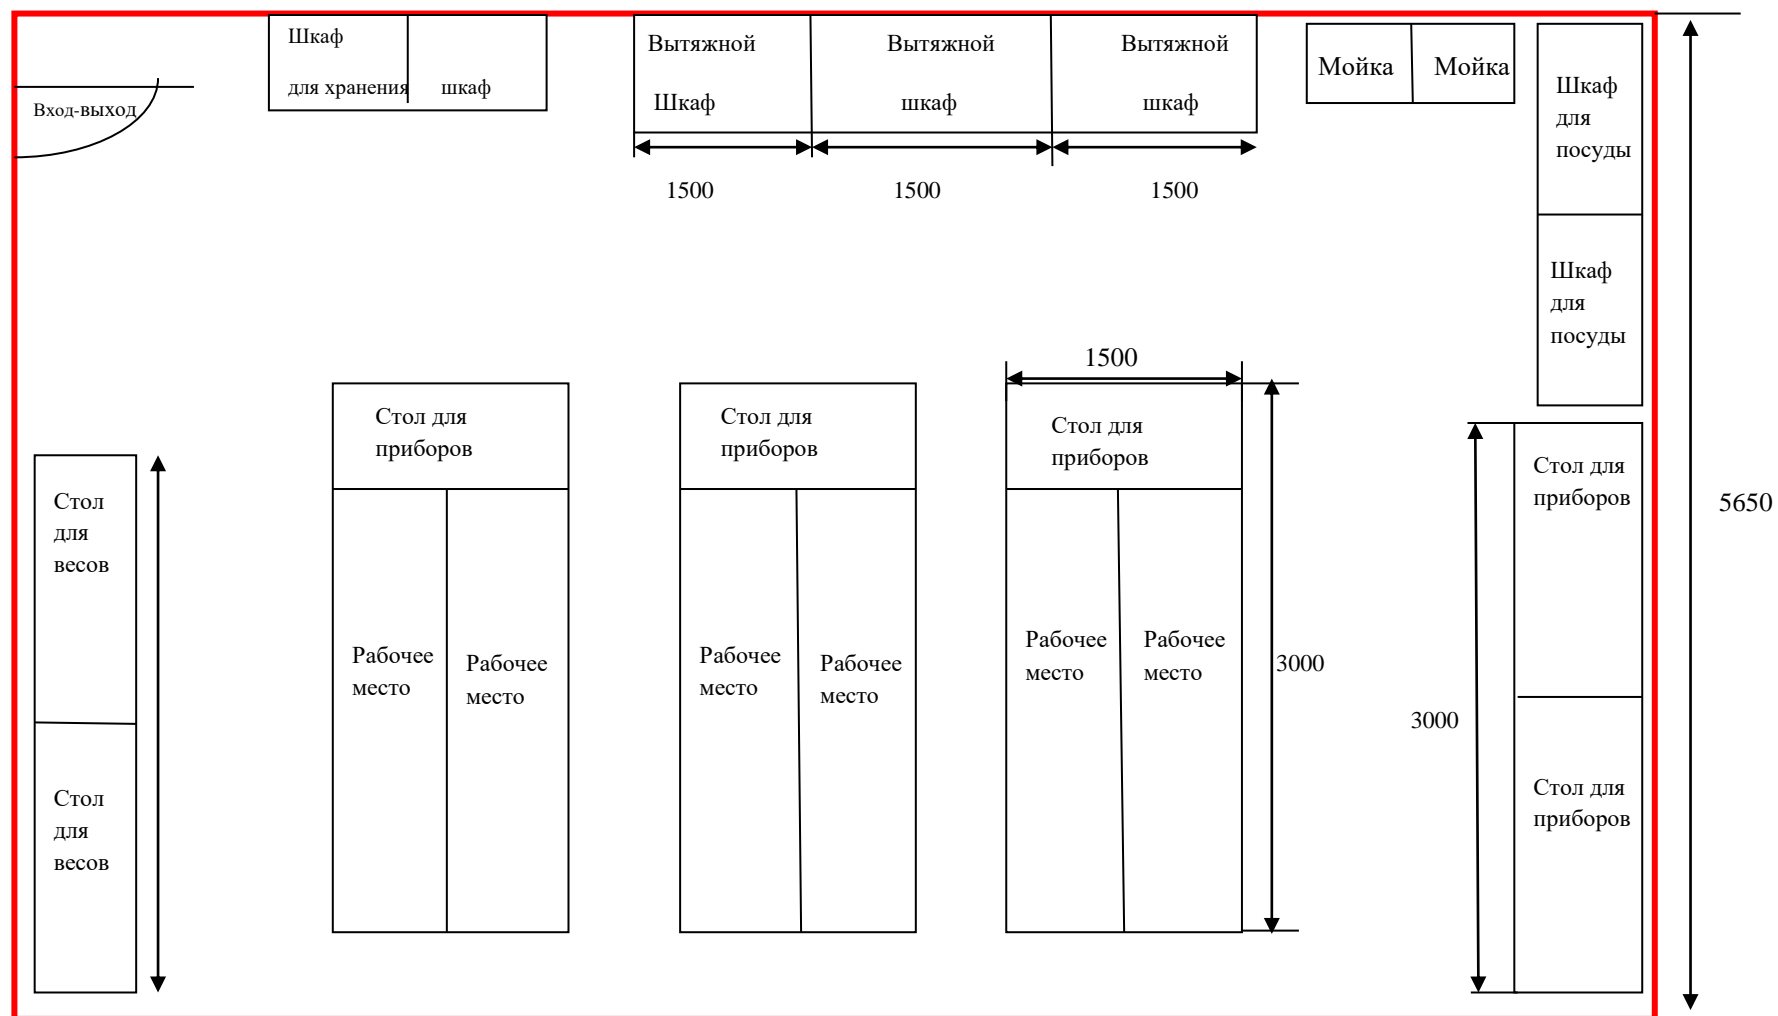 Шкаф
для хранения
шкаф
Вытяжной
Шкаф
Вытяжной
шкаф
Вытяжной
шкаф
Мойка
Мойка
Шкаф
для
посуды
Вход-выход
1500
1500
1500
Шкаф
для
посуды
1500
Стол для
приборов
Стол для
приборов
Стол для
приборов
Стол для
приборов
5650
Стол
для
весов
Рабочее
место
Рабочее
место
Рабочее
место
Рабочее
место
Рабочее
место
Рабочее
место
3000
3000
Стол
для
весов
Стол для
приборов